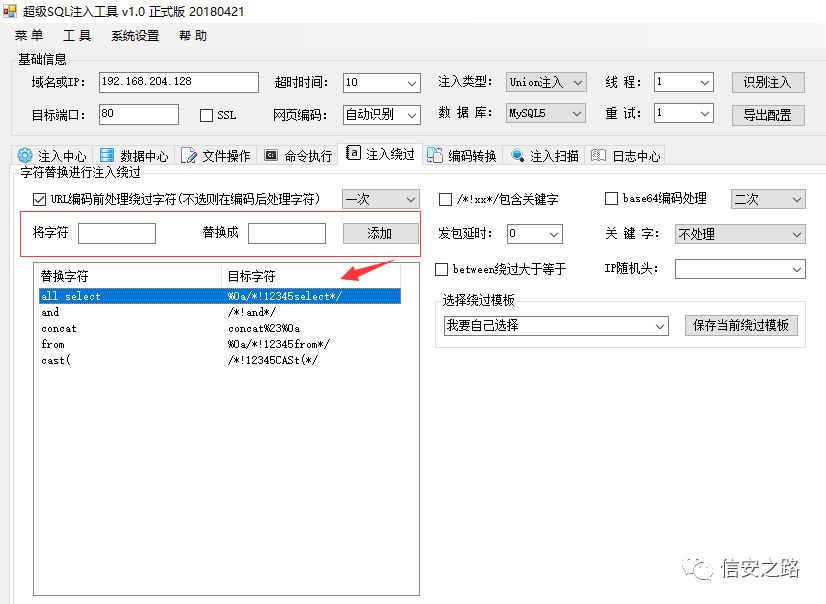 超级SQL注入工具 v1.0 正式版 20180421
菜单 工具 系统设置 帮助
基础信息
域名或IP: 192.168.204.128 超时时间: 10 注入类型: Union注入 线程: 1 识别注入
目标端口: 80 SSL 网页编码: 自动识别 数据库: MySQL5 重试: 1 导出配置
注入中心 数据中心 文件操作 命令执行 注入绕过 编码转换 注入扫描 日志中心
字符替换进行注入绕过
URL编码前处理绕过字符(不选则在编码后处理字符) 一次 /*!xx*/包含关键字 base64编码处理 二次
将字符 替换成 添加 发包延时: 0 关键字: 不处理
between绕过大于等于 IP随机头:
替换字符 目标字符
all select %0a/*!12345select*/
and /*!and*/
concat concat%23%0a
from %0a/*!12345from*/
cast( /*!12345CASt(*/
选择绕过模板
我要自己选择 保存当前绕过模板
信安之路